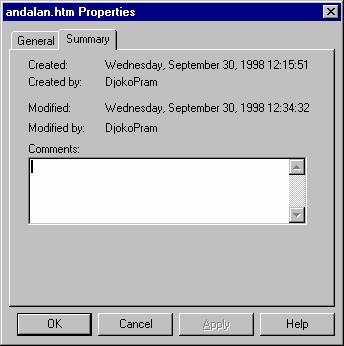 andalan.htm Properties
General Summary
Created: Wednesday, September 30, 1998 12:15:51
Created by: DjokoPram
Modified: Wednesday, September 30, 1998 12:34:32
Modified by: DjokoPram
Comments:
OK Cancel Apply Help